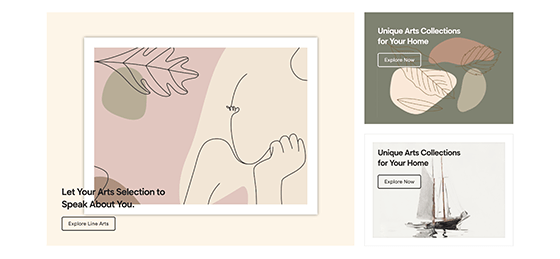 Let Your Arts Selection to
Speak About You.
Explore Line Arts
Unique Arts Collections
for Your Home
Explore Now
Unique Arts Collections
for Your Home
Explore Now